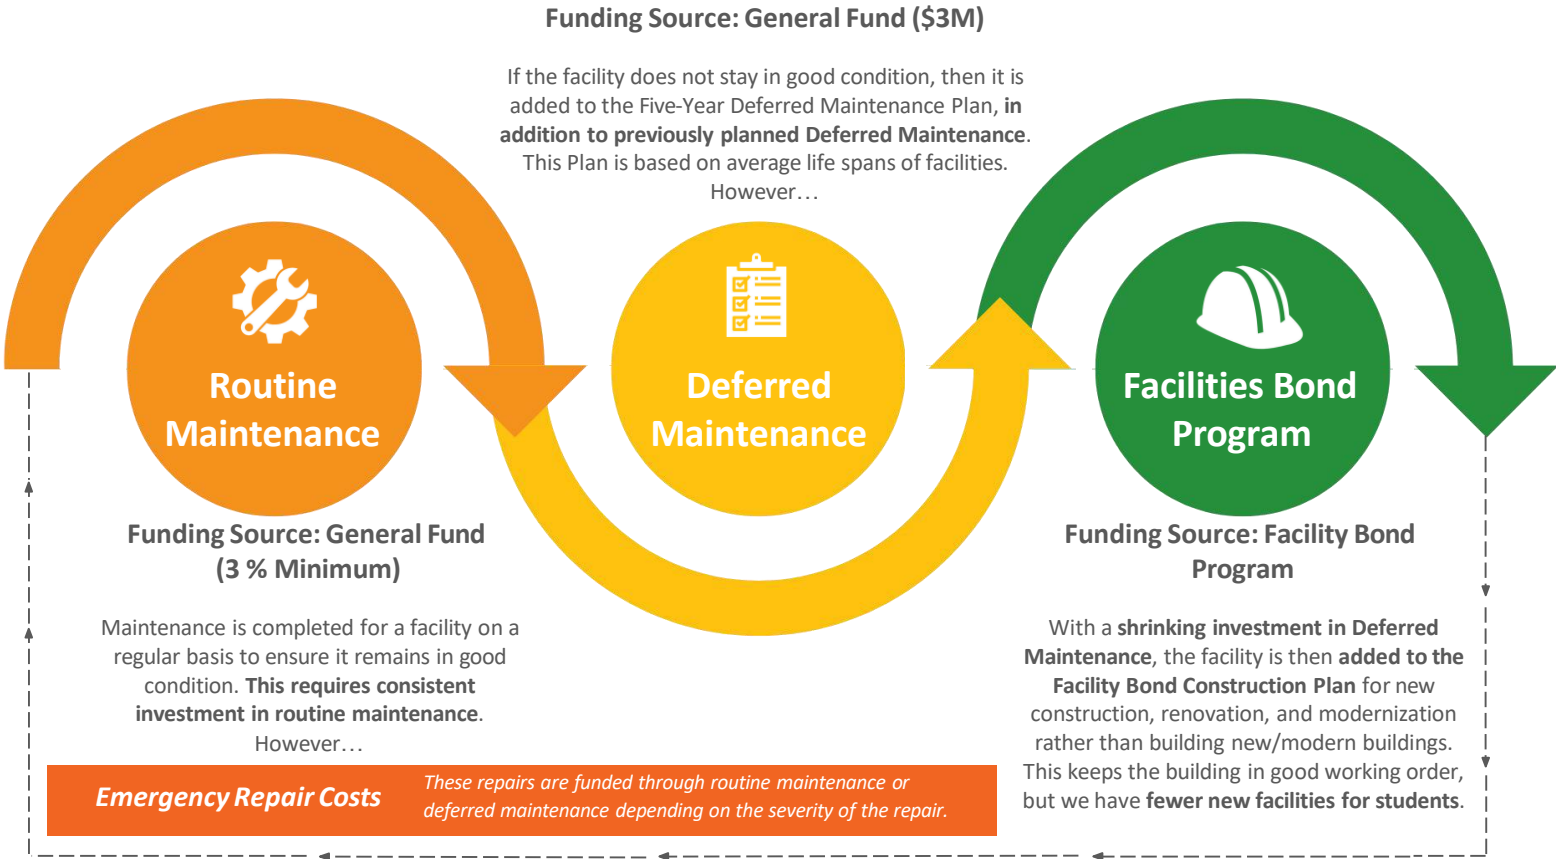 Funding Source: General Fund ($3M)
If the facility does not stay in good condition, then it is
added to the Five-Year Deferred Maintenance Plan, in
addition to previously planned Deferred Maintenance.
This Plan is based on average life spans of facilities.
However…
Routine
Maintenance
Deferred
Maintenance
Facilities Bond
Program
Funding Source: General Fund
(3 % Minimum)
Maintenance is completed for a facility on a
regular basis to ensure it remains in good
condition. This requires consistent
investment in routine maintenance.
However…
Funding Source: Facility Bond
Program
With a shrinking investment in Deferred
Maintenance, the facility is then added to the
Facility Bond Construction Plan for new
construction, renovation, and modernization
rather than building new/modern buildings.
This keeps the building in good working order,
but we have fewer new facilities for students.
Emergency Repair Costs
These repairs are funded through routine maintenance or
deferred maintenance depending on the severity of the repair.